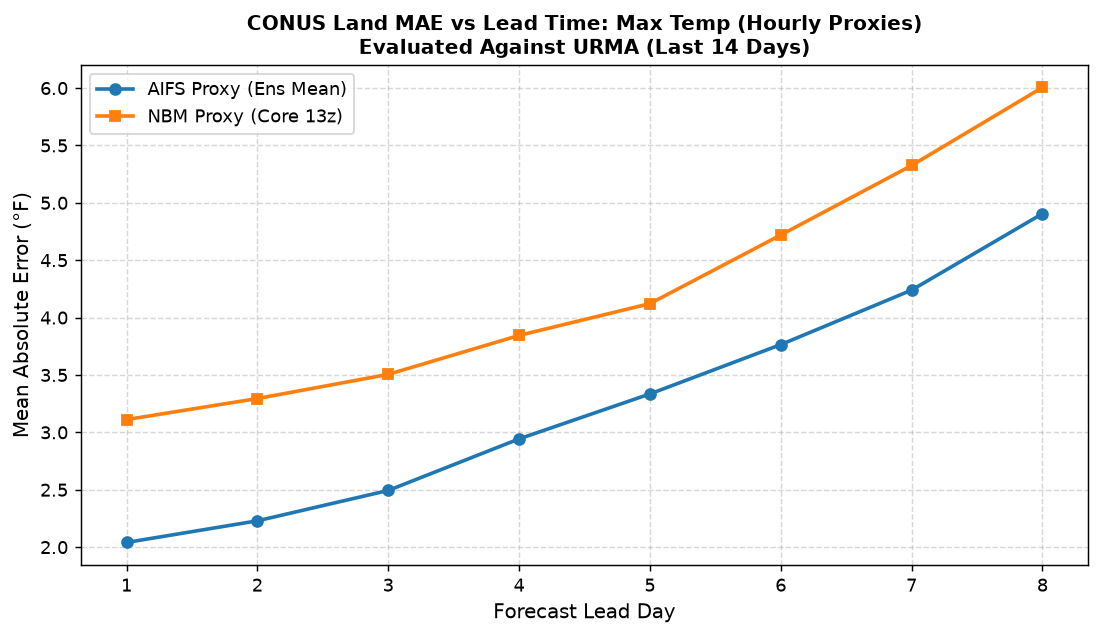 CONUS Land MAE vs Lead Time: Max Temp (Hourly Proxies)
Evaluated Against URMA (Last 14 Days)
AIFS Proxy (Ens Mean)
NBM Proxy (Core 13z)
Mean Absolute Error (°F)
6.0
5.5
5.0
4.5
4.0
3.5
3.0
2.5
2.0
1 2 3 4 5 6 7 8
Forecast Lead Day